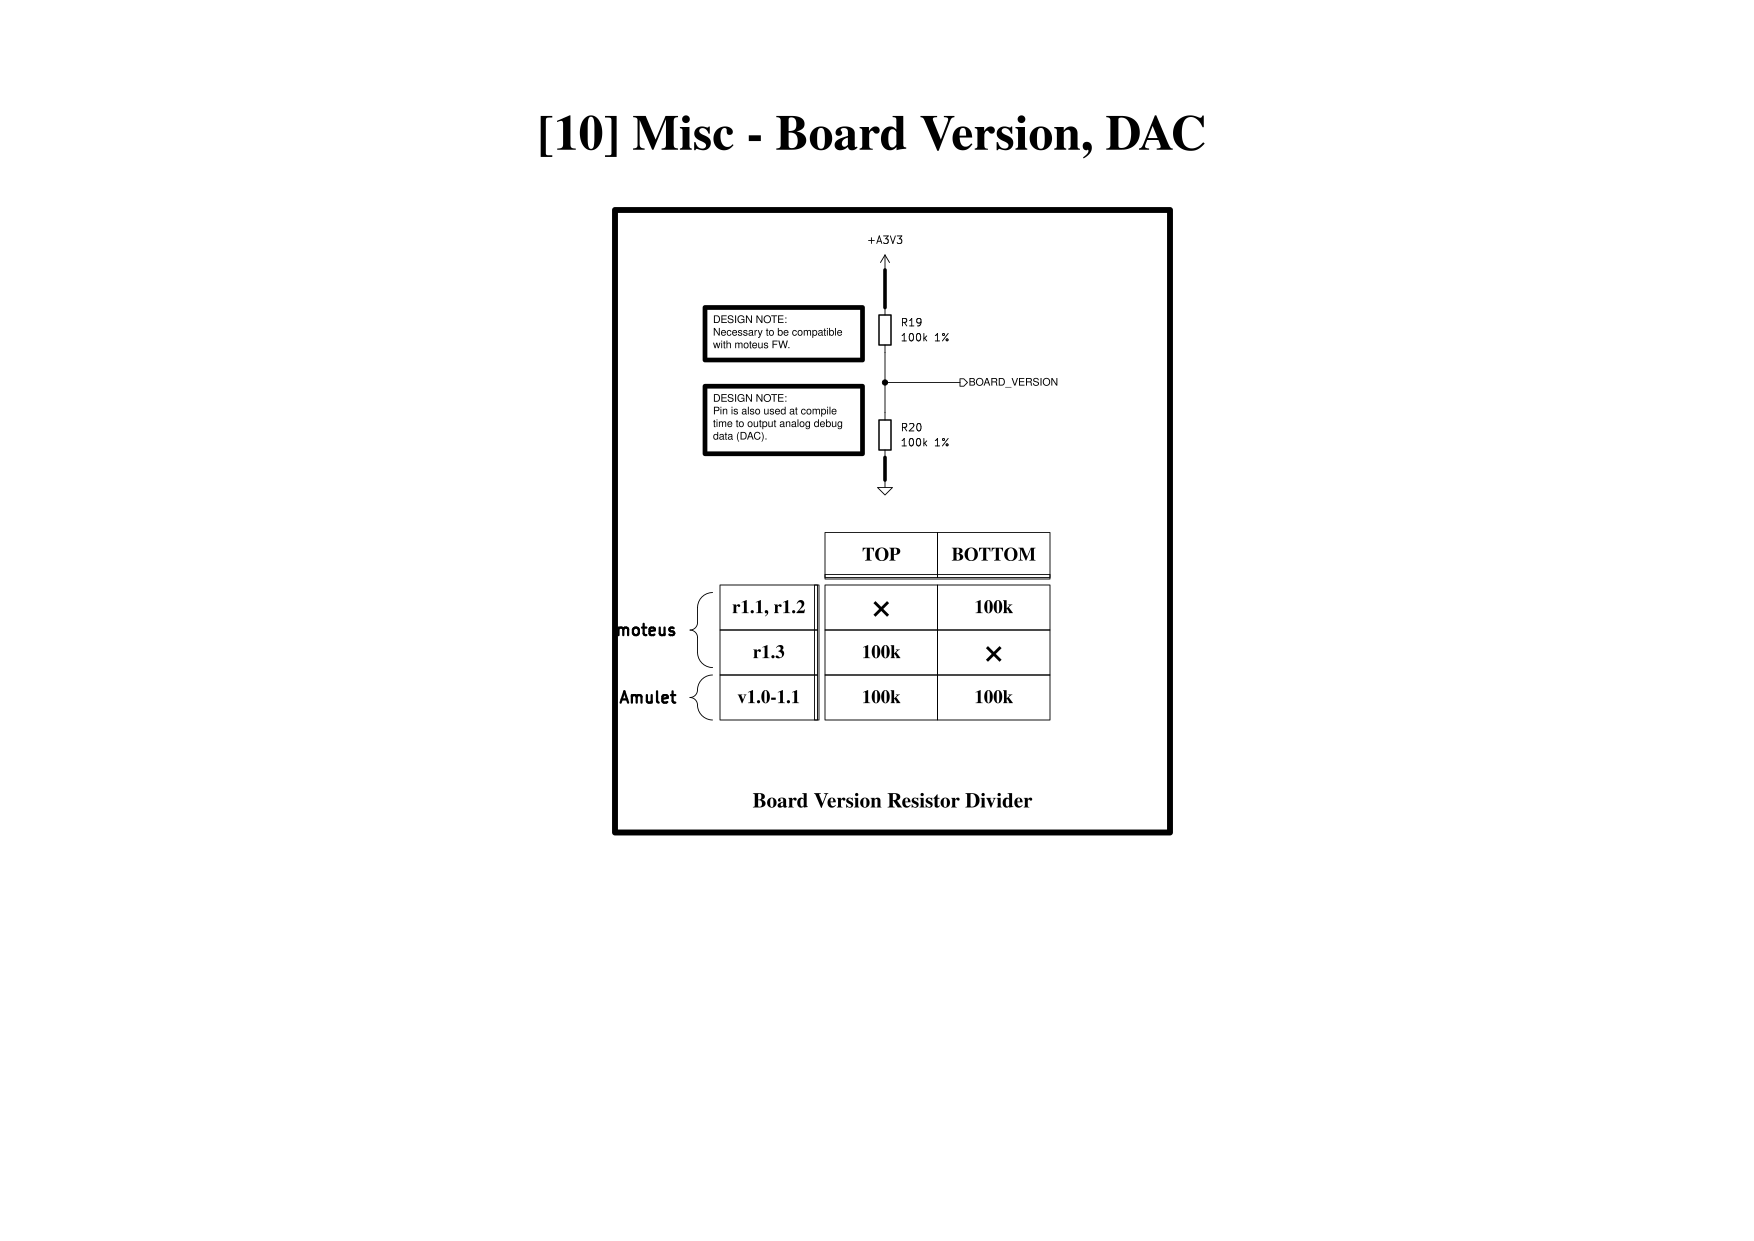 [10] Misc - Board Version, DAC
+A3V3
DESIGN NOTE:
Necessary to be compatible
with moteus FW.
R19
100k 1%
BOARD_VERSION
DESIGN NOTE:
Pin is also used at compile
time to output analog debug
data (DAC).
R20
100k 1%
TOP BOTTOM
moteus
r1.1, r1.2 × 100k
r1.3 100k ×
Amulet
v1.0-1.1 100k 100k
Board Version Resistor Divider